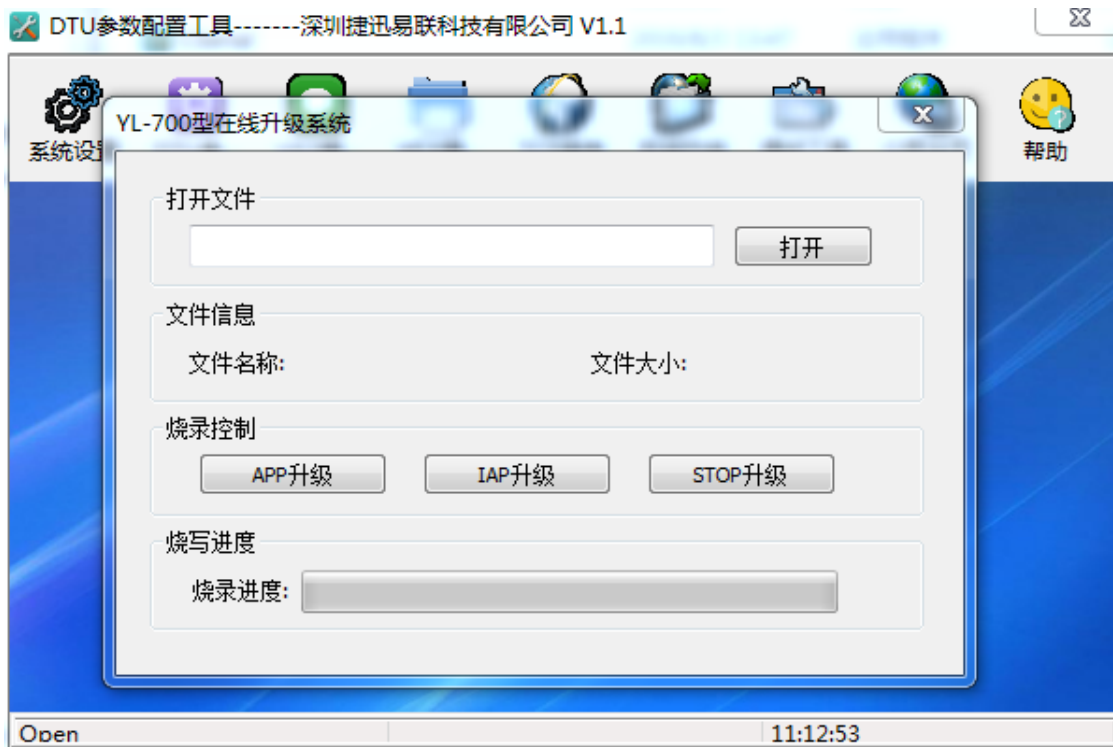 DTU参数配置工具-------深圳捷迅易联科技有限公司 V1.1
系统设
帮助
YL-700型在线升级系统
打开文件
打开
文件信息
文件名称:
文件大小:
烧录控制
APP升级
IAP升级
STOP升级
烧写进度
烧录进度:
Open
11:12:53